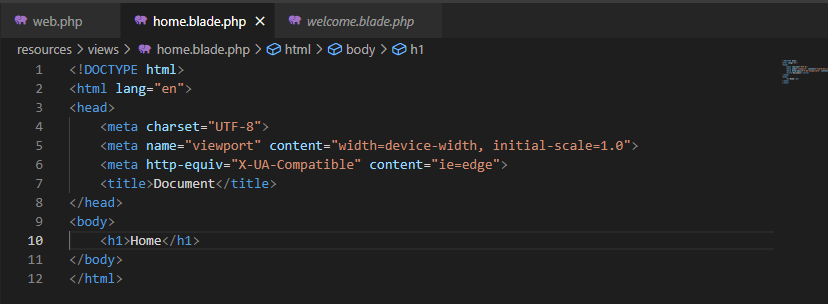 web.php home.blade.php welcome.blade.php
resources > views > home.blade.php > html > body > h1
1 <!DOCTYPE html>
2 <html lang="en">
3 <head>
4 <meta charset="UTF-8">
5 <meta name="viewport" content="width=device-width, initial-scale=1.0">
6 <meta http-equiv="X-UA-Compatible" content="ie=edge">
7 <title>Document</title>
8 </head>
9 <body>
10 <h1>Home</h1>
11 </body>
12 </html>